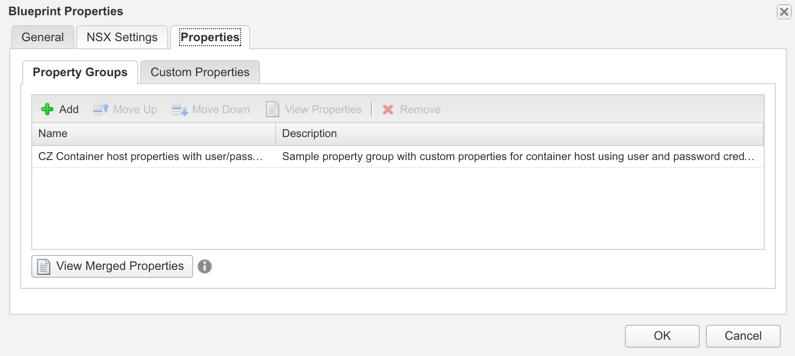 Blueprint Properties
General NSX Settings Properties
Property Groups Custom Properties
Add Move Up Move Down View Properties Remove
Name Description
CZ Container host properties with user/pass... Sample property group with custom properties for container host using user and password cred...
View Merged Properties
OK Cancel